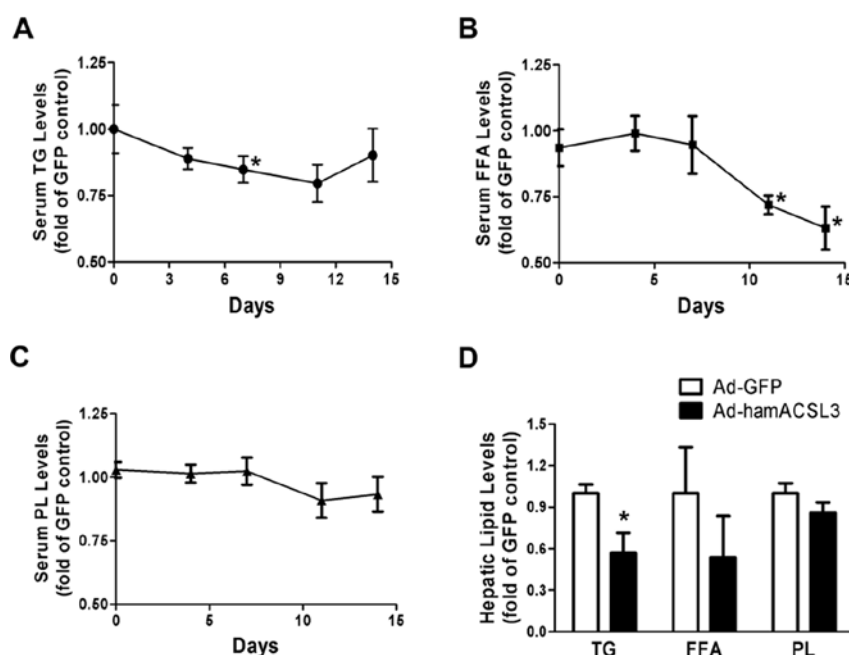 A
Serum TG Levels
(fold of GFP control)
1.25
1.00
0.75
0.50
0 3 6 9 12 15
*
Days
B
Serum FFA Levels
(fold of GFP control)
1.25
1.00
0.75
0.50
0 5 10 15
*
*
Days
C
Serum PL Levels
(fold of GFP control)
1.25
1.00
0.75
0.50
0 5 10 15
Days
D
Ad-GFP
Ad-hamACSL3
Hepatic Lipid Levels
(fold of GFP control)
1.5
1.2
0.9
0.6
0.3
0.0
*
TG FFA PL